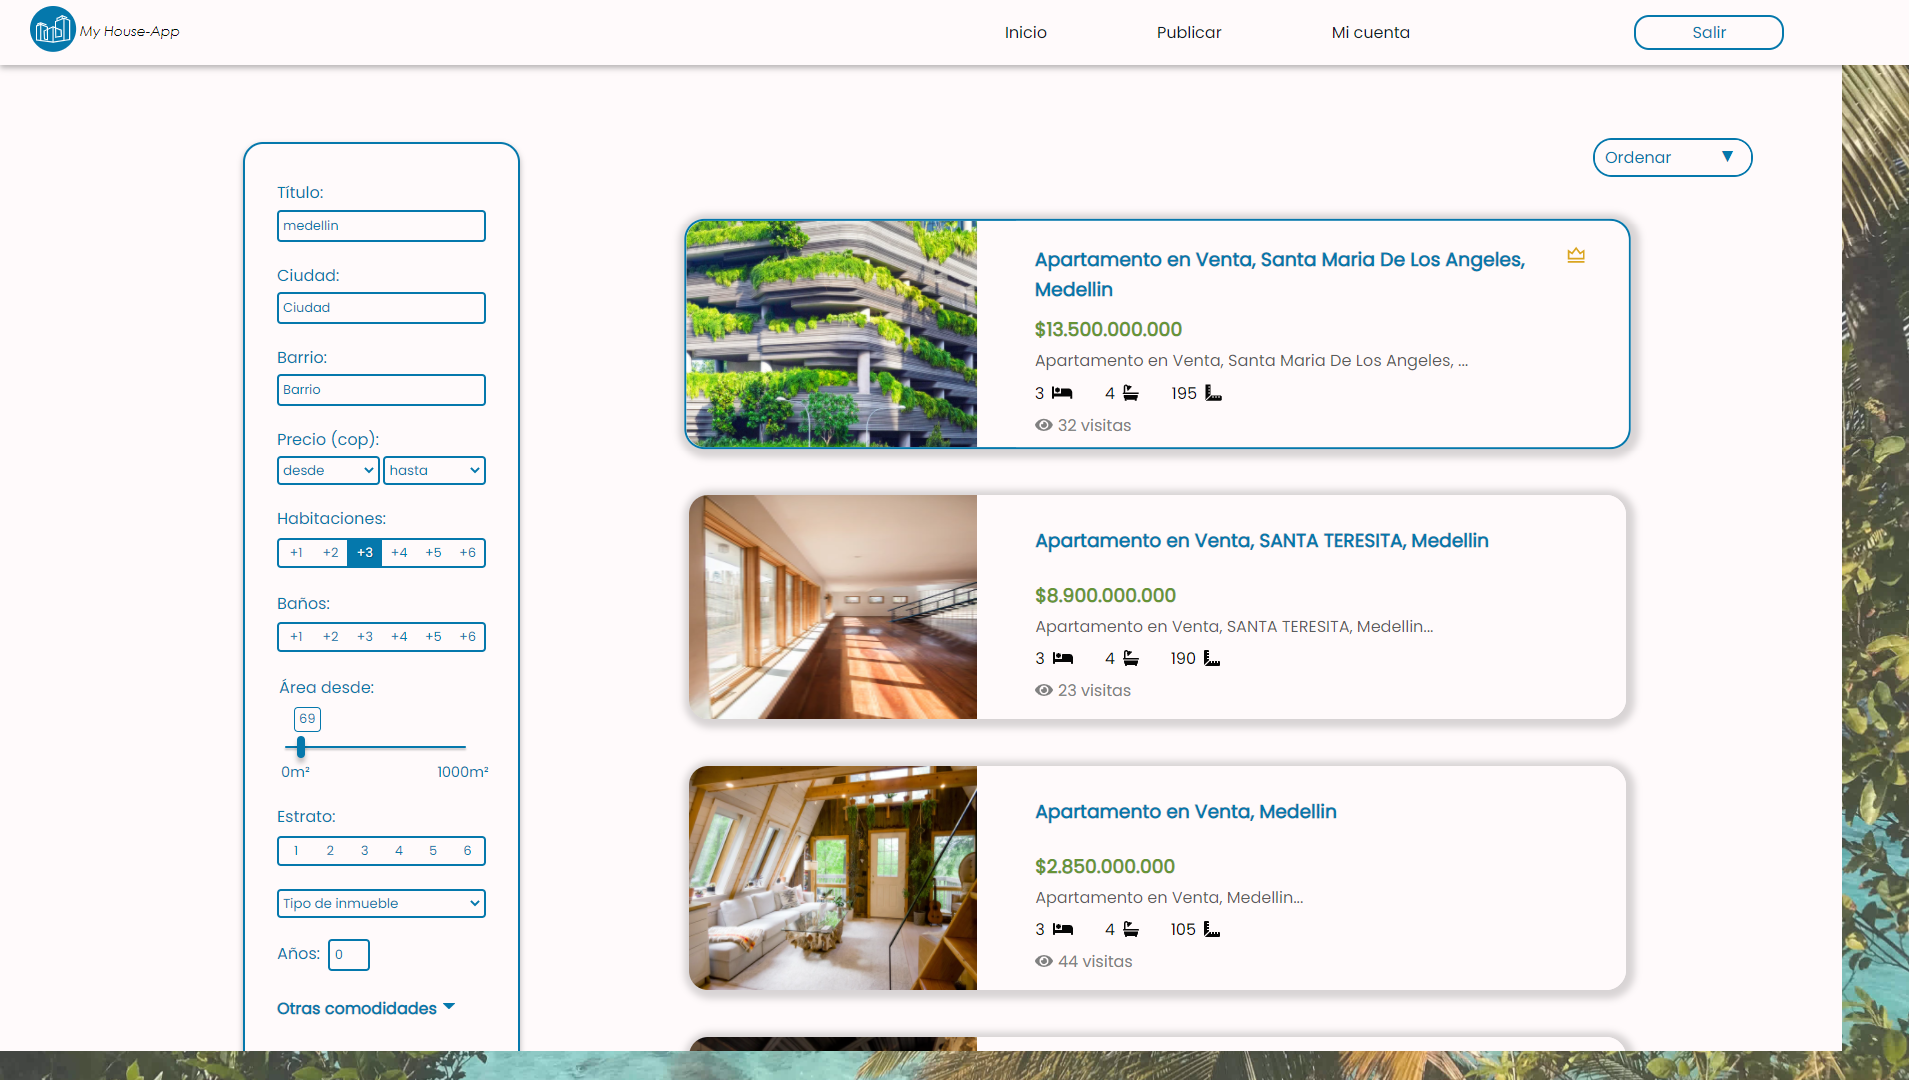 My House-App
Inicio
Publicar
Mi cuenta
Salir
Ordenar ▼
Título:
medellin
Ciudad:
Ciudad
Barrio:
Barrio
Precio (cop):
desde hasta
Habitaciones:
+1 +2 +3 +4 +5 +6
Baños:
+1 +2 +3 +4 +5 +6
Área desde:
69
0m² 1000m²
Estrato:
1 2 3 4 5 6
Tipo de inmueble
Años: 0
Otras comodidades
Apartamento en Venta, Santa Maria De Los Angeles,
Medellin
$13.500.000.000
Apartamento en Venta, Santa Maria De Los Angeles, ...
3 4 195
32 visitas
Apartamento en Venta, SANTA TERESITA, Medellin
$8.900.000.000
Apartamento en Venta, SANTA TERESITA, Medellin...
3 4 190
23 visitas
Apartamento en Venta, Medellin
$2.850.000.000
Apartamento en Venta, Medellin...
3 4 105
44 visitas